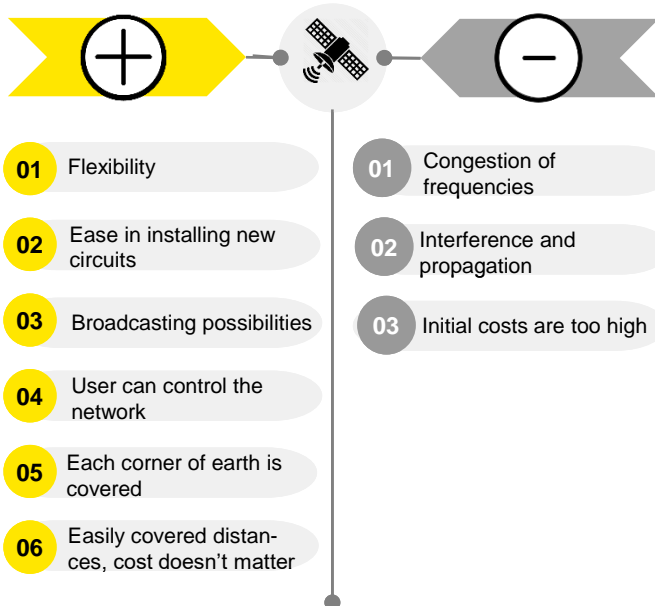 01 Flexibility
02 Ease in installing new
circuits
03 Broadcasting possibilities
04 User can control the
network
05 Each corner of earth is
covered
06 Easily covered distan-
ces, cost doesn't matter
01 Congestion of
frequencies
02 Interference and
propagation
03 Initial costs are too high